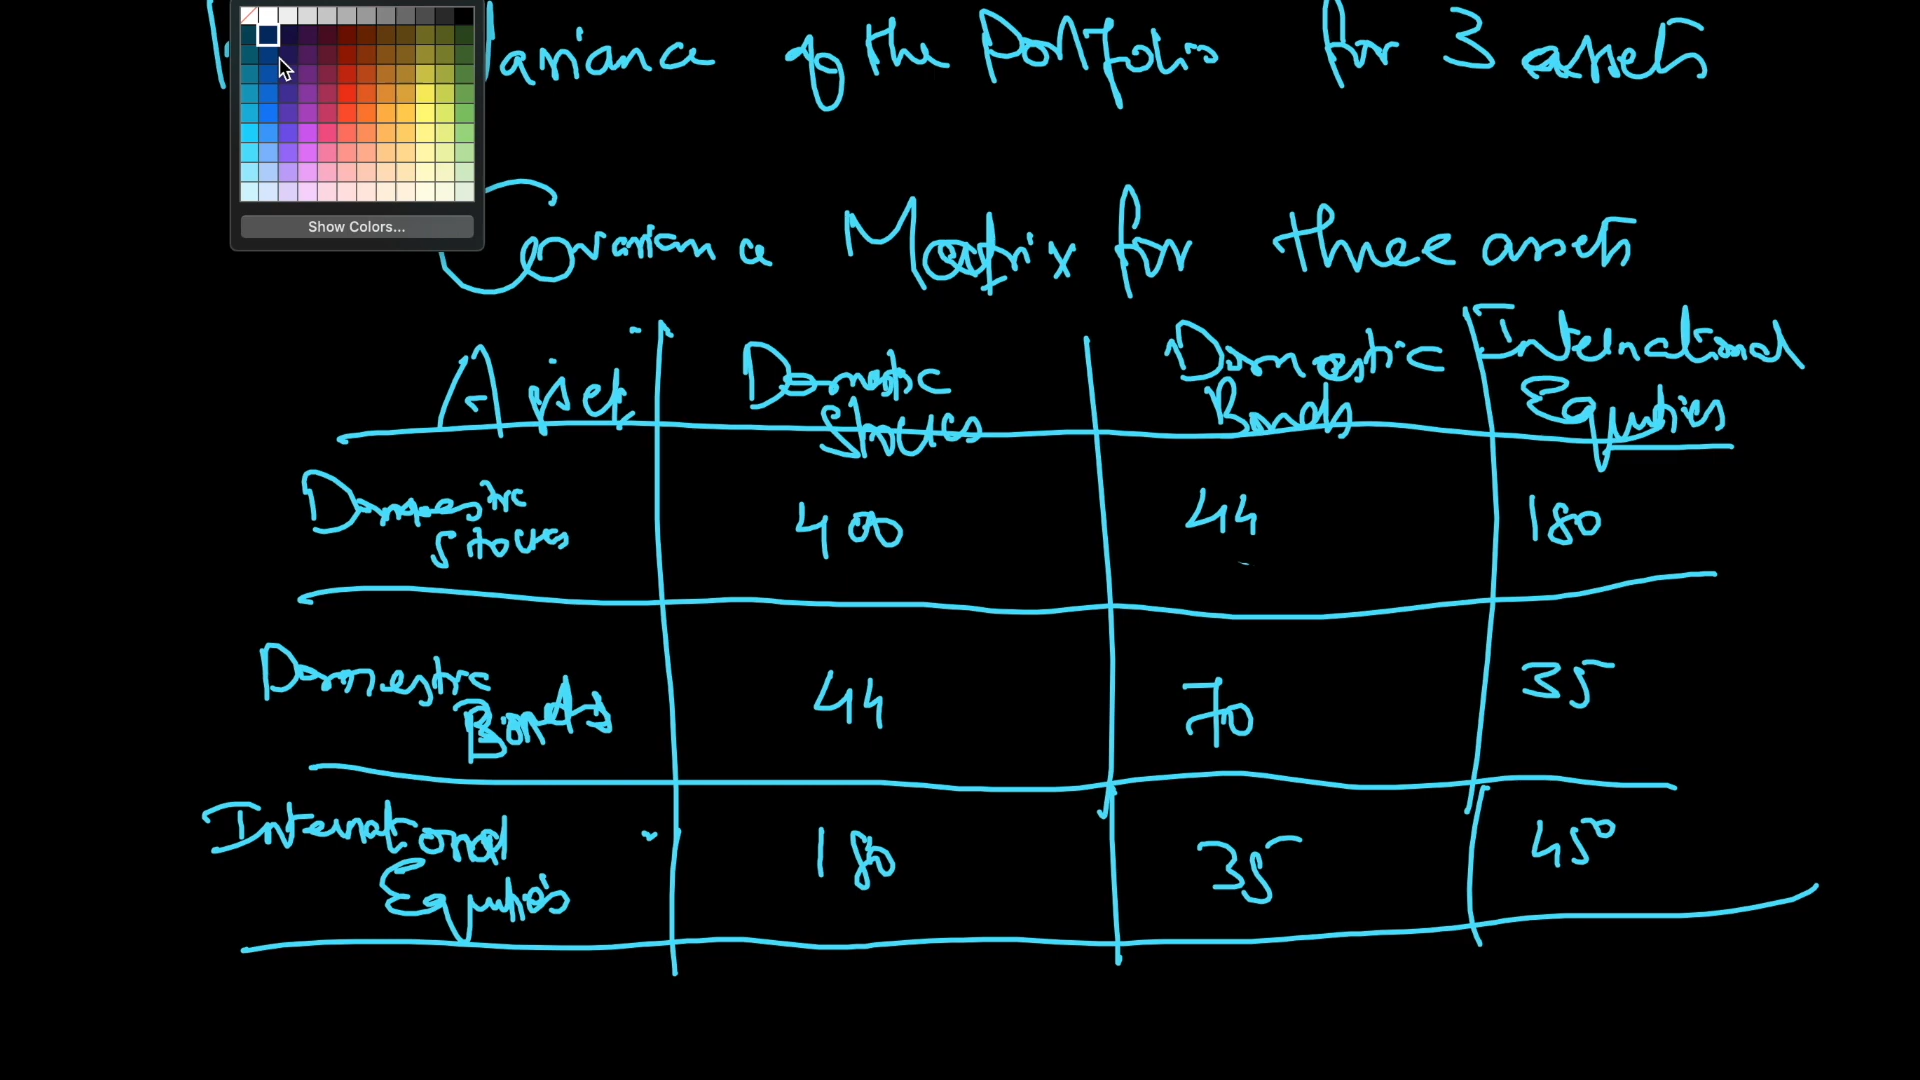 ariance of the Portfolio for 3 assets
Show Colors...
Covariance Matrix for three assets
Asset Domestic Stocks Domestic Bonds International Equities
Domestic Stocks 400 44 180
Domestic Bonds 44 70 35
International Equities 180 35 450